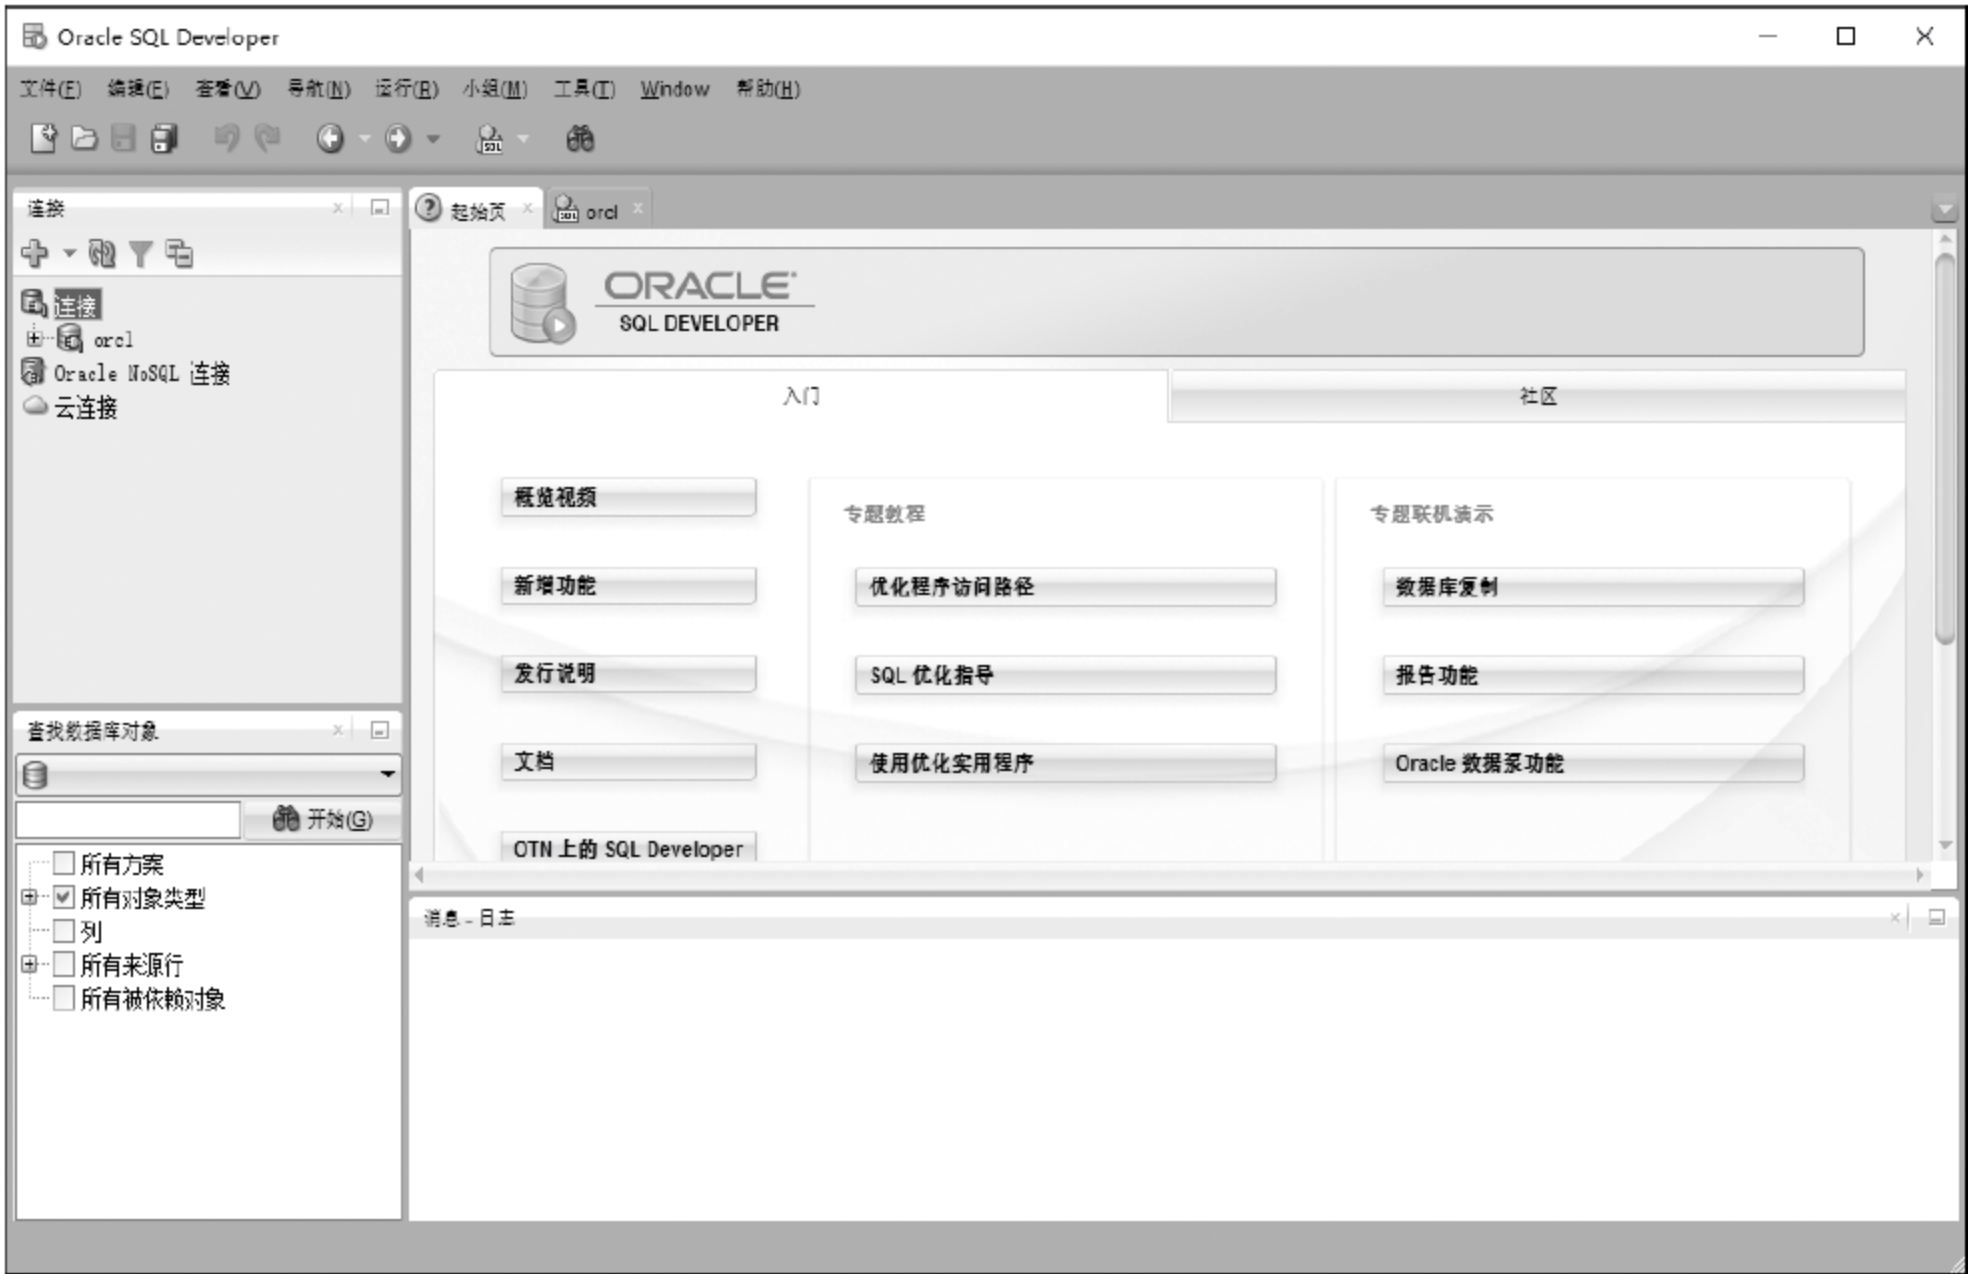 Oracle SQL Developer
文件(F) 编辑(E) 查看(V) 导航(N) 运行(R) 小组(M) 工具(T) Window 帮助(H)
连接
起始页 orcl
连接
orcl
Oracle NoSQL 连接
云连接
ORACLE
SQL DEVELOPER
入门 社区
概览视频
新增功能
发行说明
文档
OTN 上的 SQL Developer
专题教程
优化程序访问路径
SQL 优化指导
使用优化实用程序
专题联机演示
数据库复制
报告功能
Oracle 数据泵功能
查找数据库对象
开始(G)
所有方案
所有对象类型
列
所有来源行
所有被依赖对象
消息 - 日志